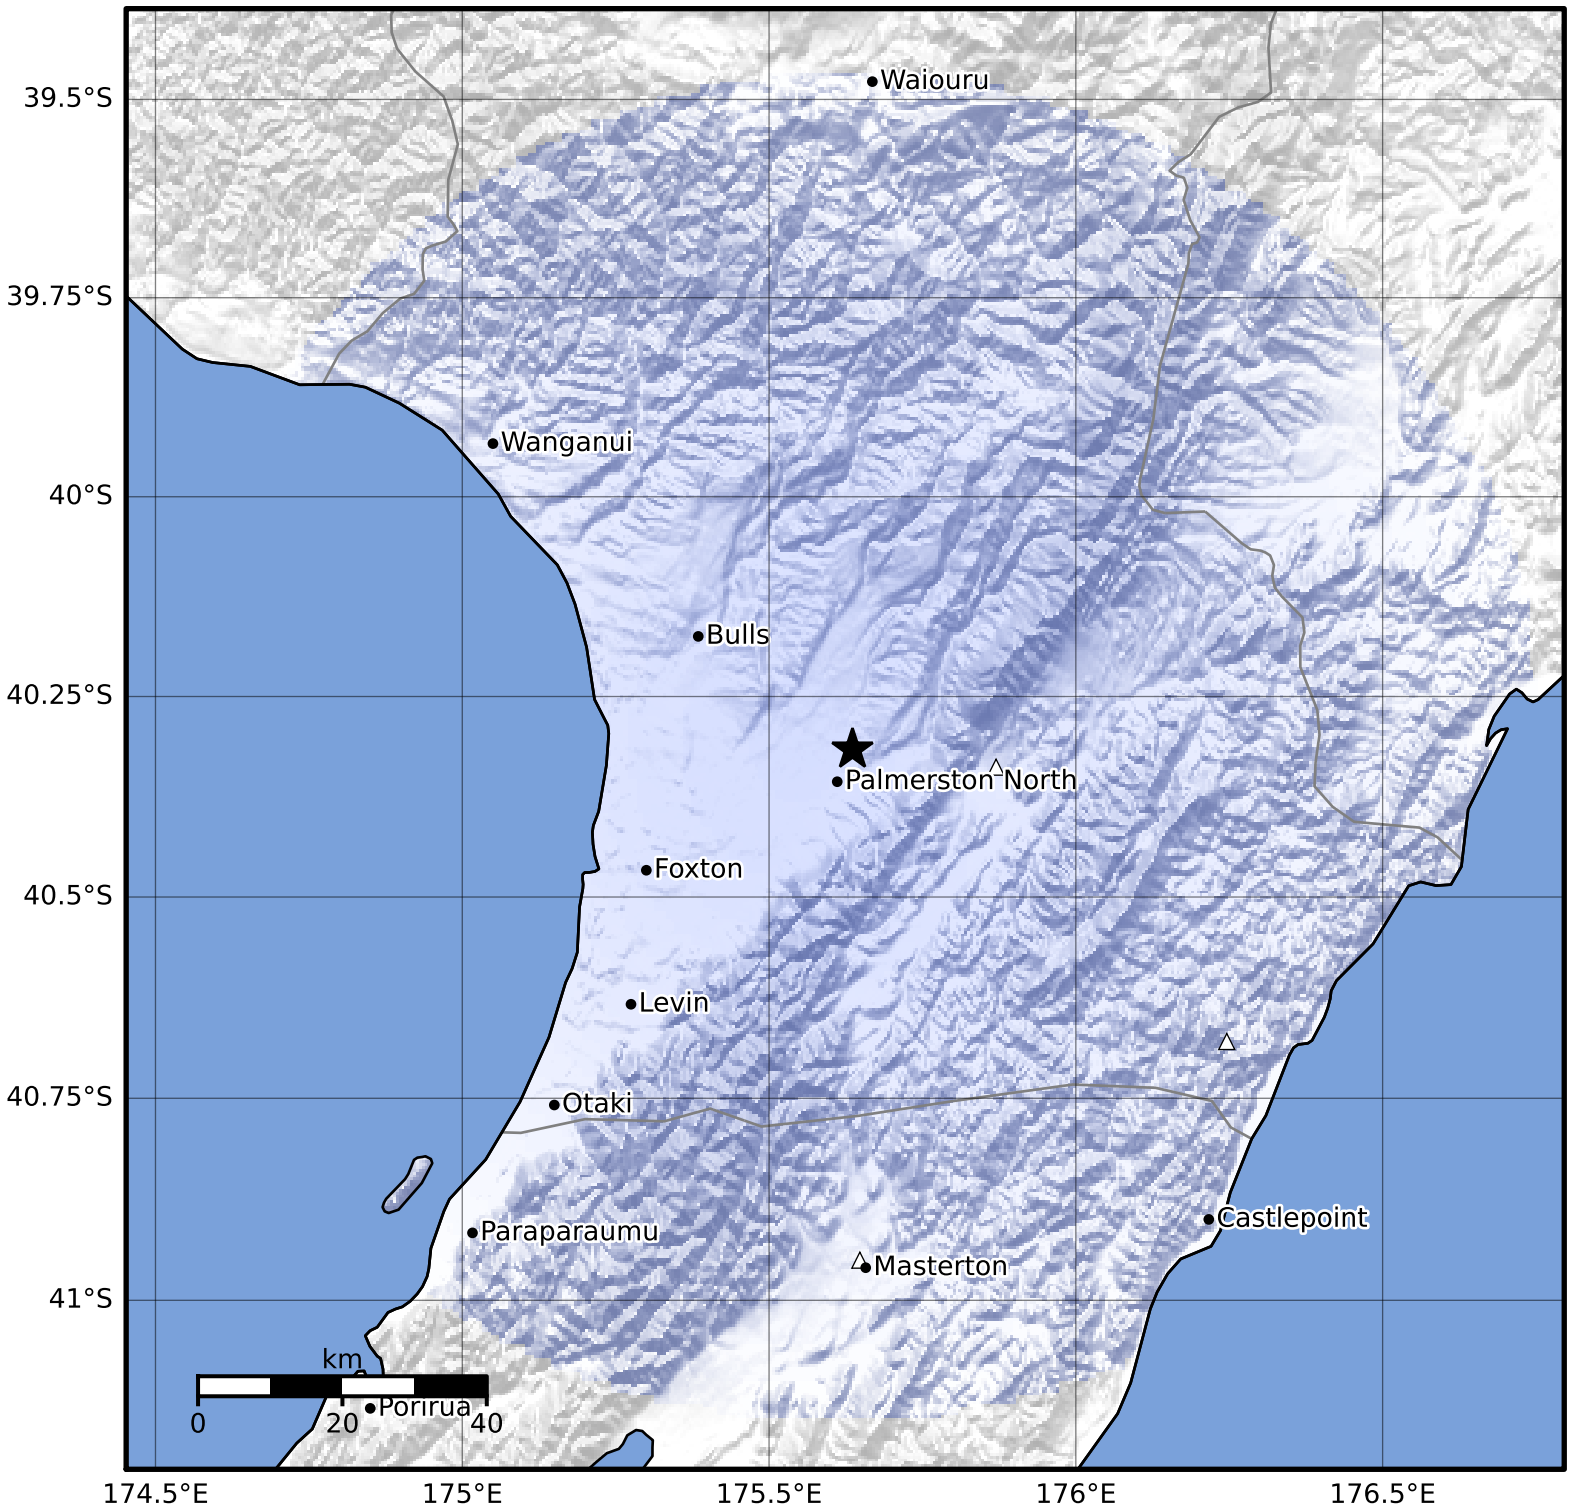 Waiouru
39.5°S
39.75°S
Wanganui
40°S
Bulls
40.25°S
Palmerston North
Foxton
40.5°S
Levin
40.75°S
Otaki
Castlepoint
Paraparaumu
Masterton
41°S
km
Porirua
0 20 40
174.5°E 175°E 175.5°E 176°E 176.5°E